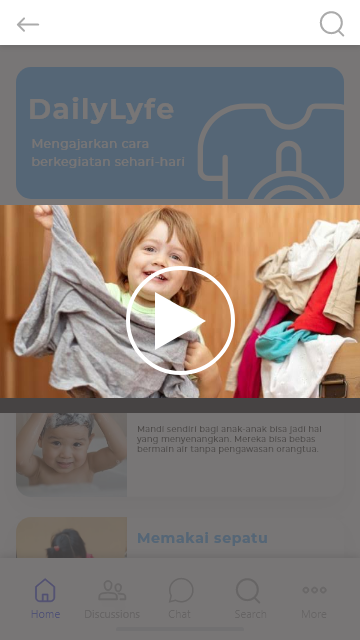 DailyLyfe
Mengajarkan cara
berkegiatan sehari-hari
Mandi sendiri bagi anak-anak bisa jadi hal
yang menyenangkan. Mereka bisa bebas
bermain air tanpa pengawasan orangtua.
Memakai sepatu
Home
Discussions
Chat
Search
More